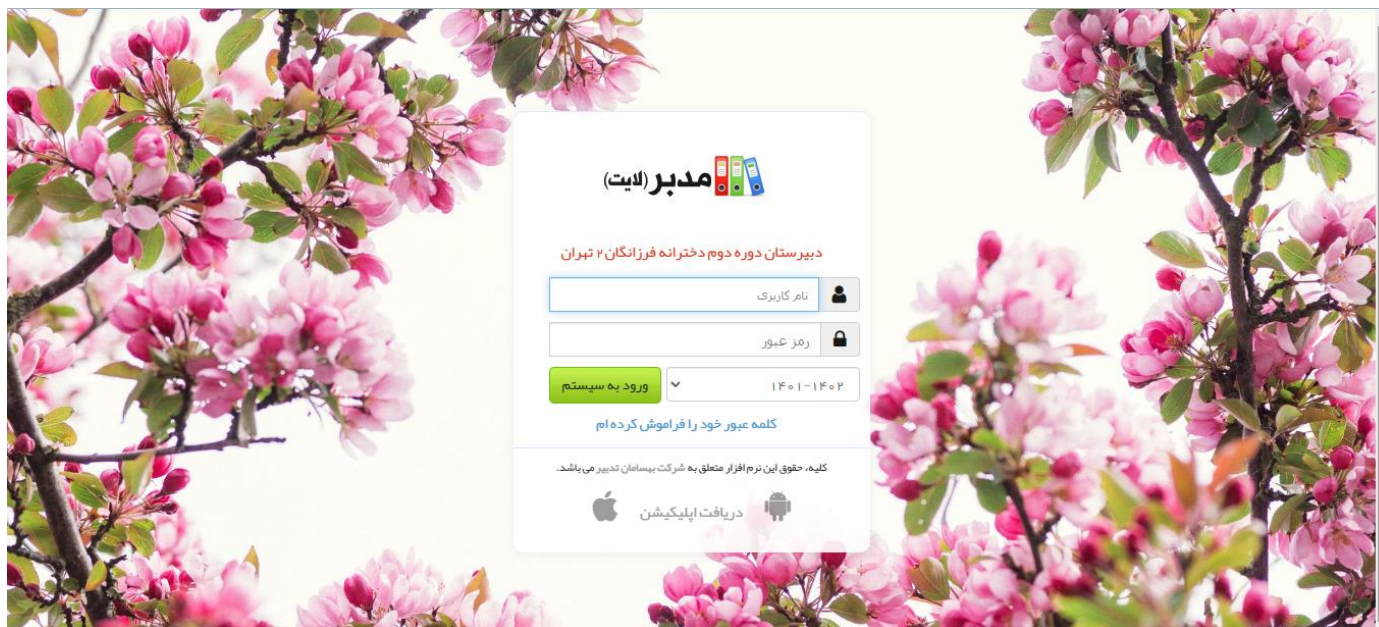 مدبر (لایت)
دبیرستان دوره دوم دخترانه فرزانگان ۲ تهران
نام کاربری
رمز عبور
۱۴۰۱-۱۴۰۲
ورود به سیستم
کلمه عبور خود را فراموش کرده ام
کلیه، حقوق این نرم افزار متعلق به شرکت بهسامان تدبیر می باشد.
دریافت اپلیکیشن